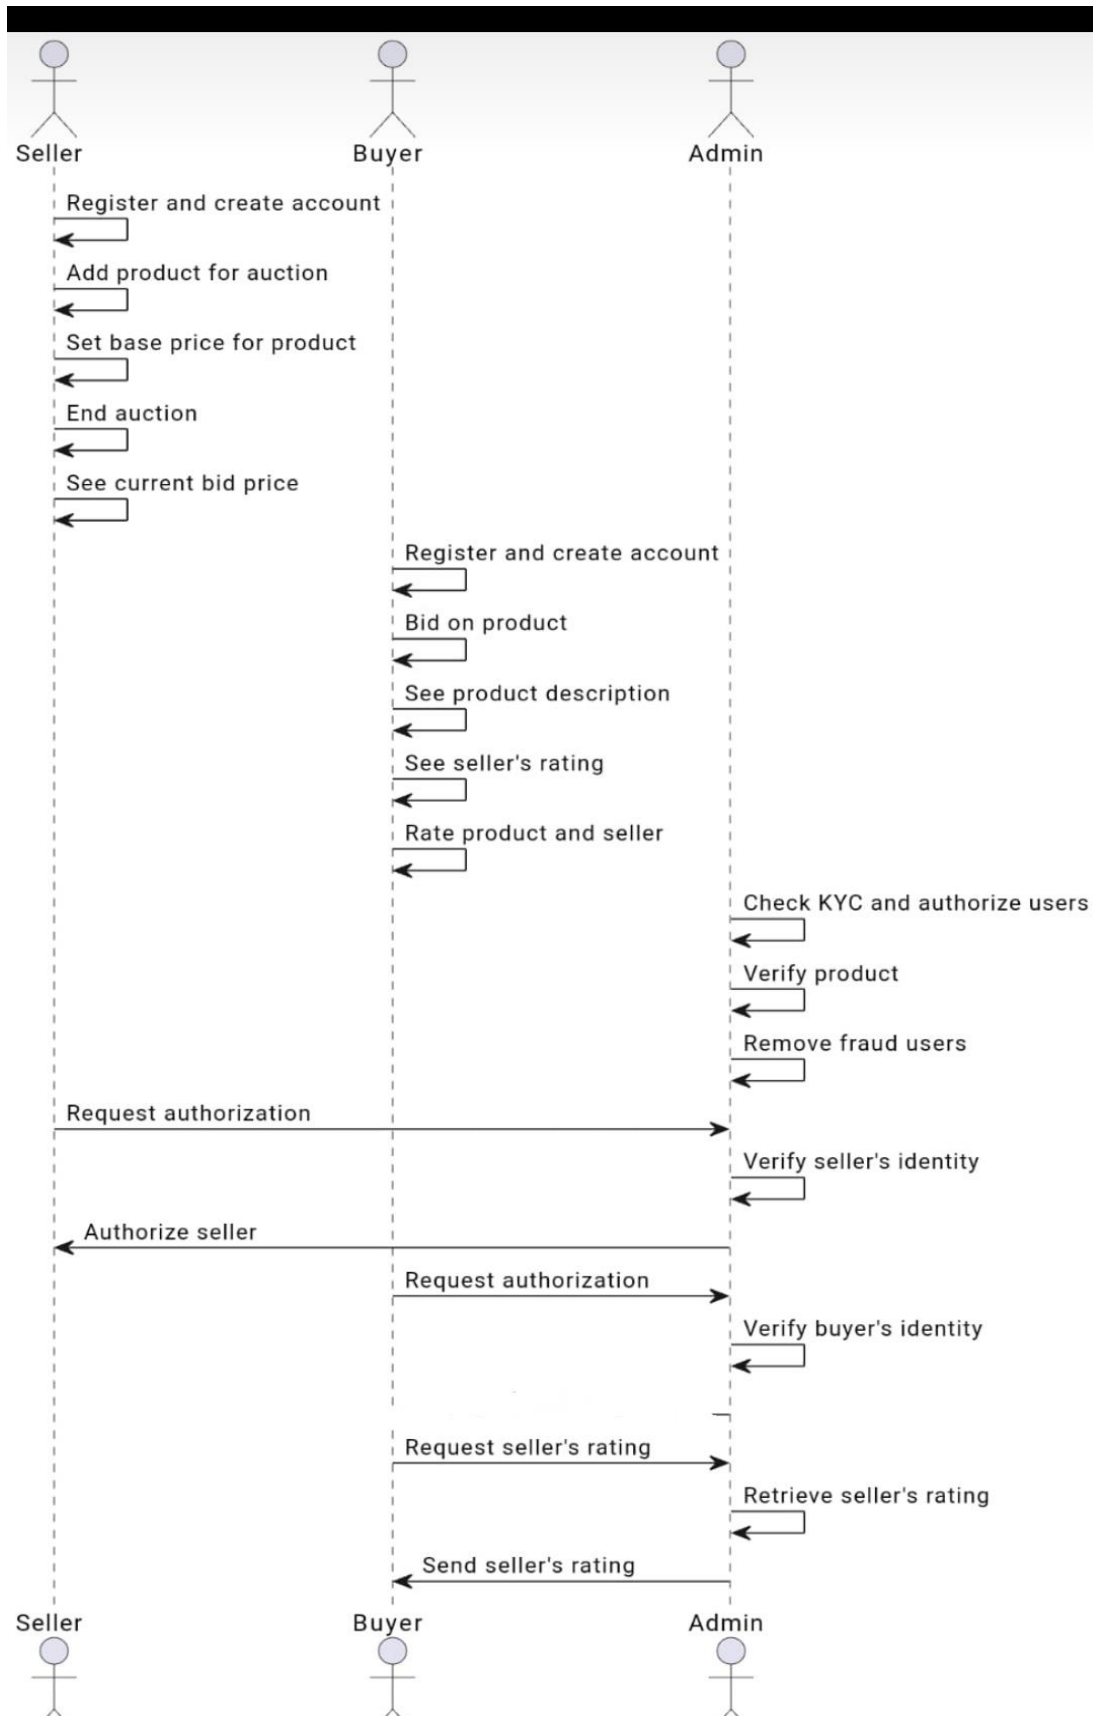 Seller
Buyer
Admin
Register and create account
Add product for auction
Set base price for product
End auction
See current bid price
Register and create account
Bid on product
See product description
See seller's rating
Rate product and seller
Check KYC and authorize users
Verify product
Remove fraud users
Request authorization
Verify seller's identity
Authorize seller
Request authorization
Verify buyer's identity
Request seller's rating
Retrieve seller's rating
Send seller's rating
Seller
Buyer
Admin